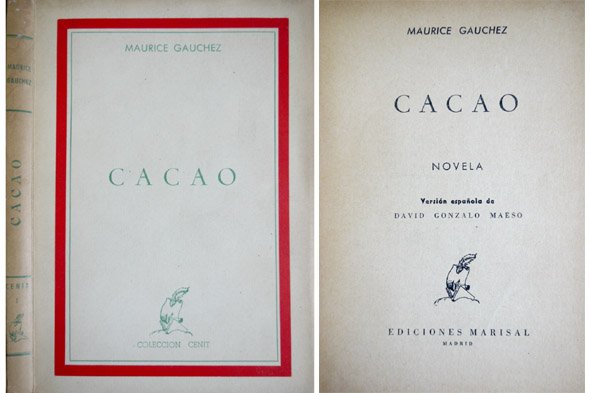 MAURICE
GAUCHEZ
CACAO
CENIT
1
MAURICE GAUCHEZ
CACAO
COLECCION CENIT
MAURICE GAUCHEZ
CACAO
NOVELA
Versión española de
DAVID GONZALO MAESO
EDICIONES MARISAL
MADRID